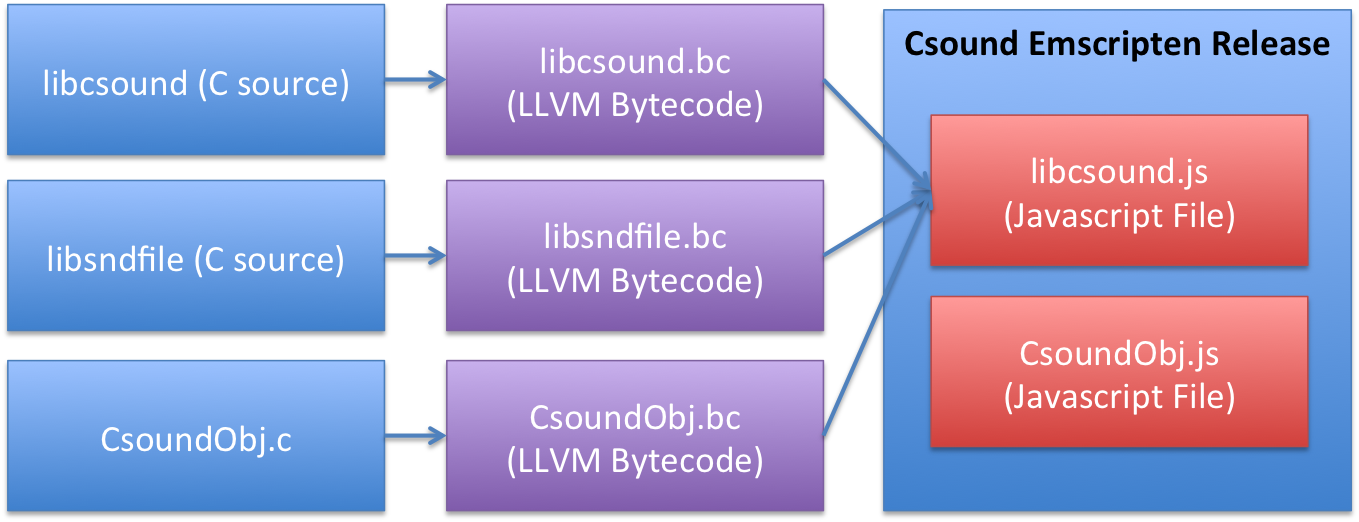 libcsound (C source)
libcsound.bc
(LLVM Bytecode)
libsndfile (C source)
libsndfile.bc
(LLVM Bytecode)
CsoundObj.c
CsoundObj.bc
(LLVM Bytecode)
Csound Emscripten Release
libcsound.js
(Javascript File)
CsoundObj.js
(Javascript File)